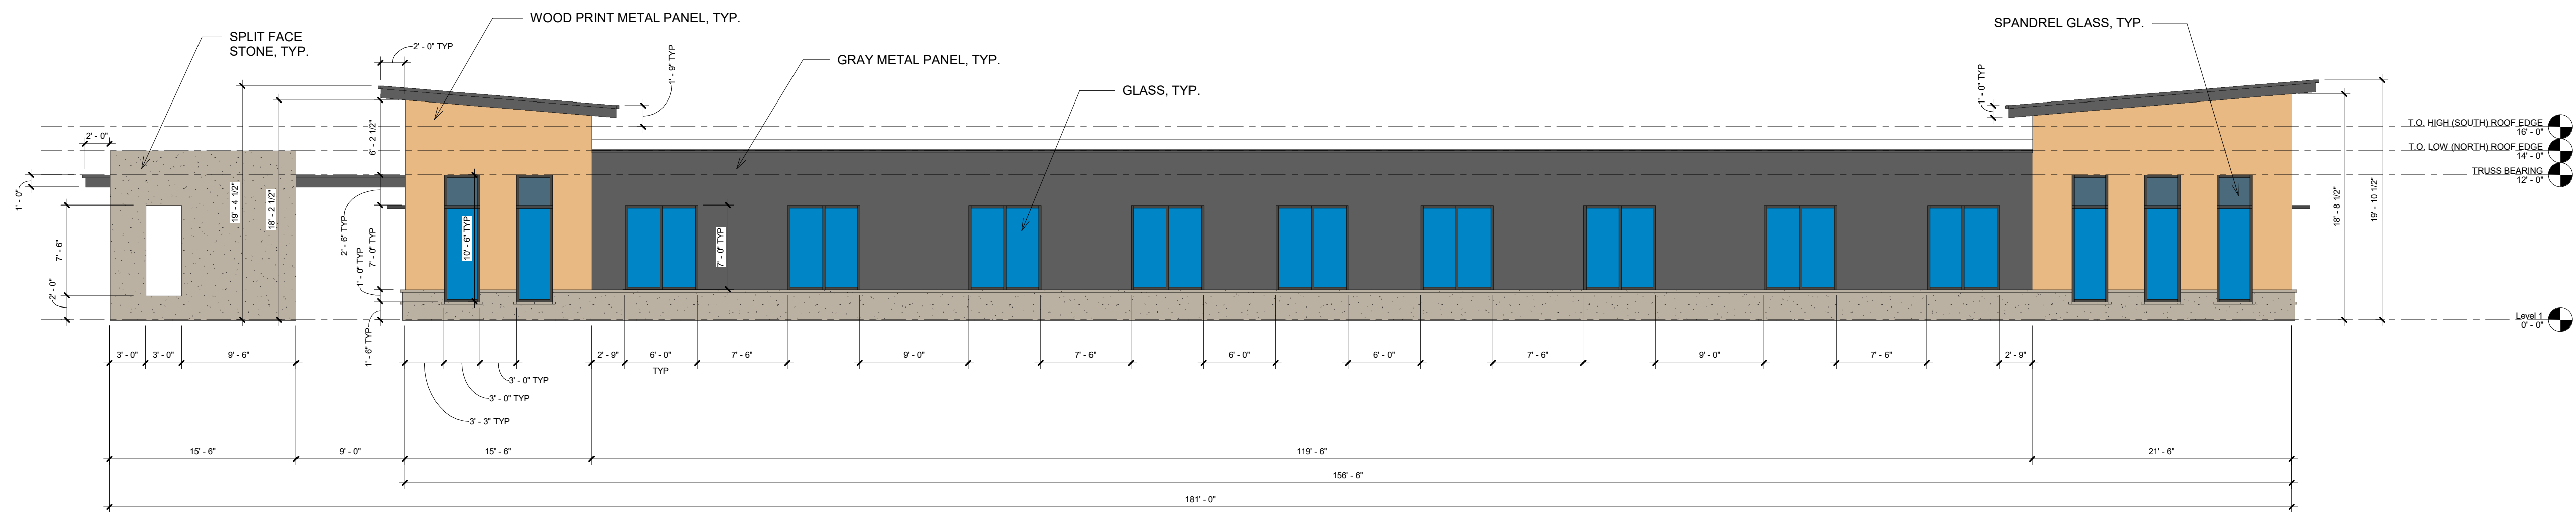 WOOD PRINT METAL PANEL, TYP.
SPANDREL GLASS, TYP.
SPLIT FACE
STONE, TYP.
2' - 0" TYP
1' - 9" TYP
GRAY METAL PANEL, TYP.
GLASS, TYP.
1' - 0" TYP
T.O. HIGH (SOUTH) ROOF EDGE
16' - 0"
T.O. LOW (NORTH) ROOF EDGE
14' - 0"
TRUSS BEARING
12' - 0"
Level 1
0' - 0"
2' - 0"
1' - 0"
7' - 6"
2' - 0"
19' - 4 1/2"
18' - 2 1/2"
6' - 2 1/2"
2' - 6" TYP
7' - 0" TYP
1' - 0" TYP
1' - 6" TYP
10' - 6" TYP
7' - 0" TYP
18' - 8 1/2"
19' - 10 1/2"
3' - 0"
3' - 0"
9' - 6"
2' - 9"
6' - 0"
TYP
7' - 6"
9' - 0"
7' - 6"
6' - 0"
6' - 0"
7' - 6"
9' - 0"
7' - 6"
2' - 9"
3' - 0" TYP
3' - 0" TYP
3' - 3" TYP
15' - 6"
9' - 0"
15' - 6"
119' - 6"
21' - 6"
156' - 6"
181' - 0"